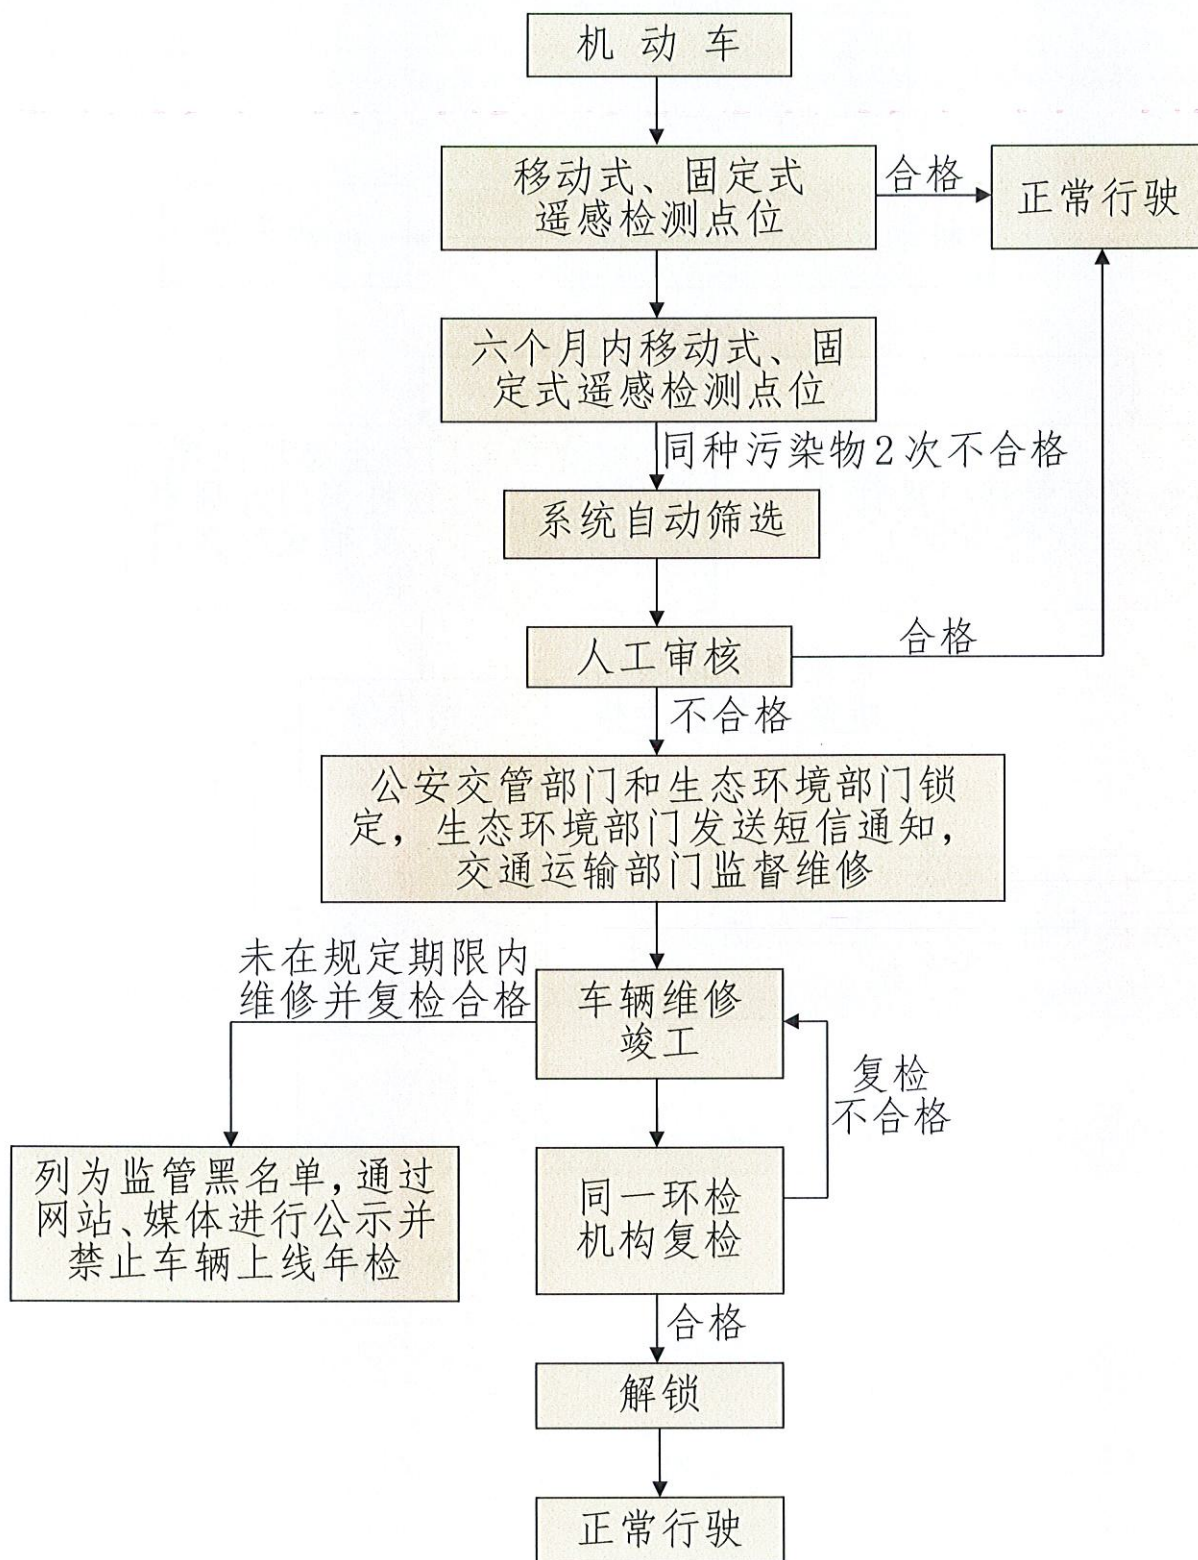 机动车
移动式、固定式
遥感检测点位
合格
正常行驶
六个月内移动式、固
定式遥感检测点位
同种污染物2次不合格
系统自动筛选
人工审核
合格
不合格
公安交管部门和生态环境部门锁
定，生态环境部门发送短信通知，
交通运输部门监督维修
未在规定期限内
维修并复检合格
车辆维修
竣工
复检
不合格
列为监管黑名单，通过
网站、媒体进行公示并
禁止车辆上线年检
同一环检
机构复检
合格
解锁
正常行驶